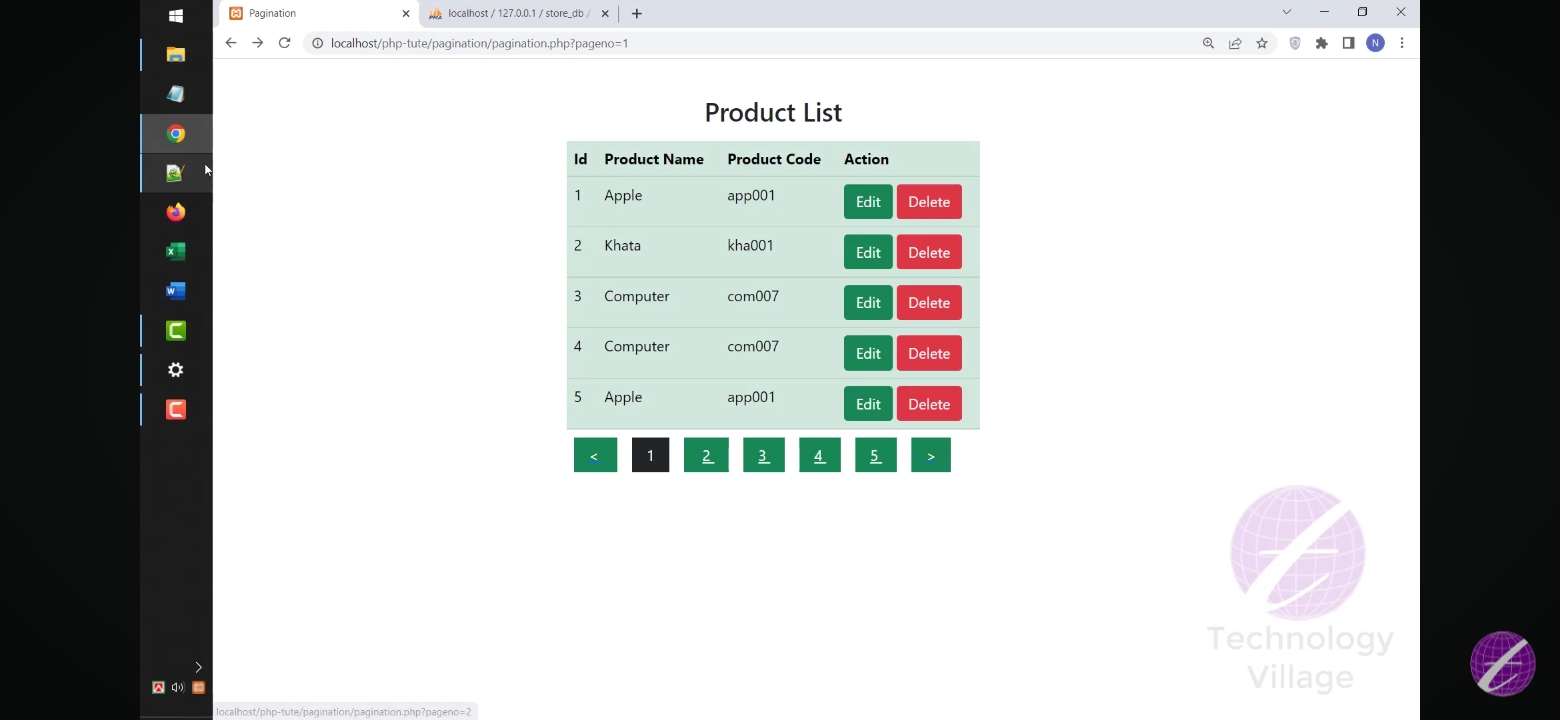 Pagination
localhost / 127.0.0.1 / store_db /
localhost/php-tute/pagination/pagination.php?pageno=1
N
Product List
Id Product Name Product Code Action
1 Apple app001 Edit Delete
2 Khata kha001 Edit Delete
3 Computer com007 Edit Delete
4 Computer com007 Edit Delete
5 Apple app001 Edit Delete
< 1 2 3 4 5 >
Technology
Village
localhost/php-tute/pagination/pagination.php?pageno=2